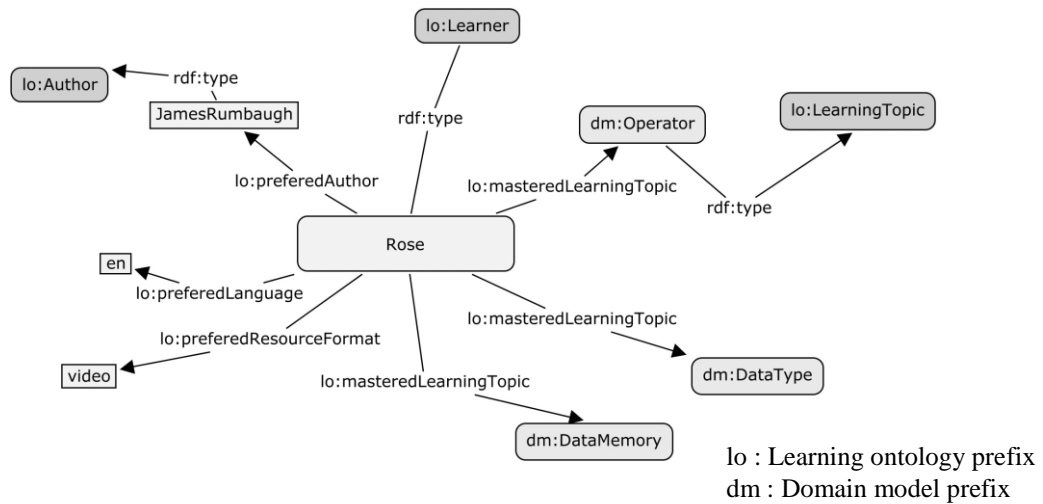 lo:Learner
lo:Author
rdf:type
JamesRumbaugh
lo:LearningTopic
rdf:type
dm:Operator
lo:preferedAuthor
lo:masteredLearningTopic
rdf:type
Rose
en
lo:preferedLanguage
lo:masteredLearningTopic
lo:preferedResourceFormat
video
lo:masteredLearningTopic
dm:DataType
dm:DataMemory
lo : Learning ontology prefix
dm : Domain model prefix